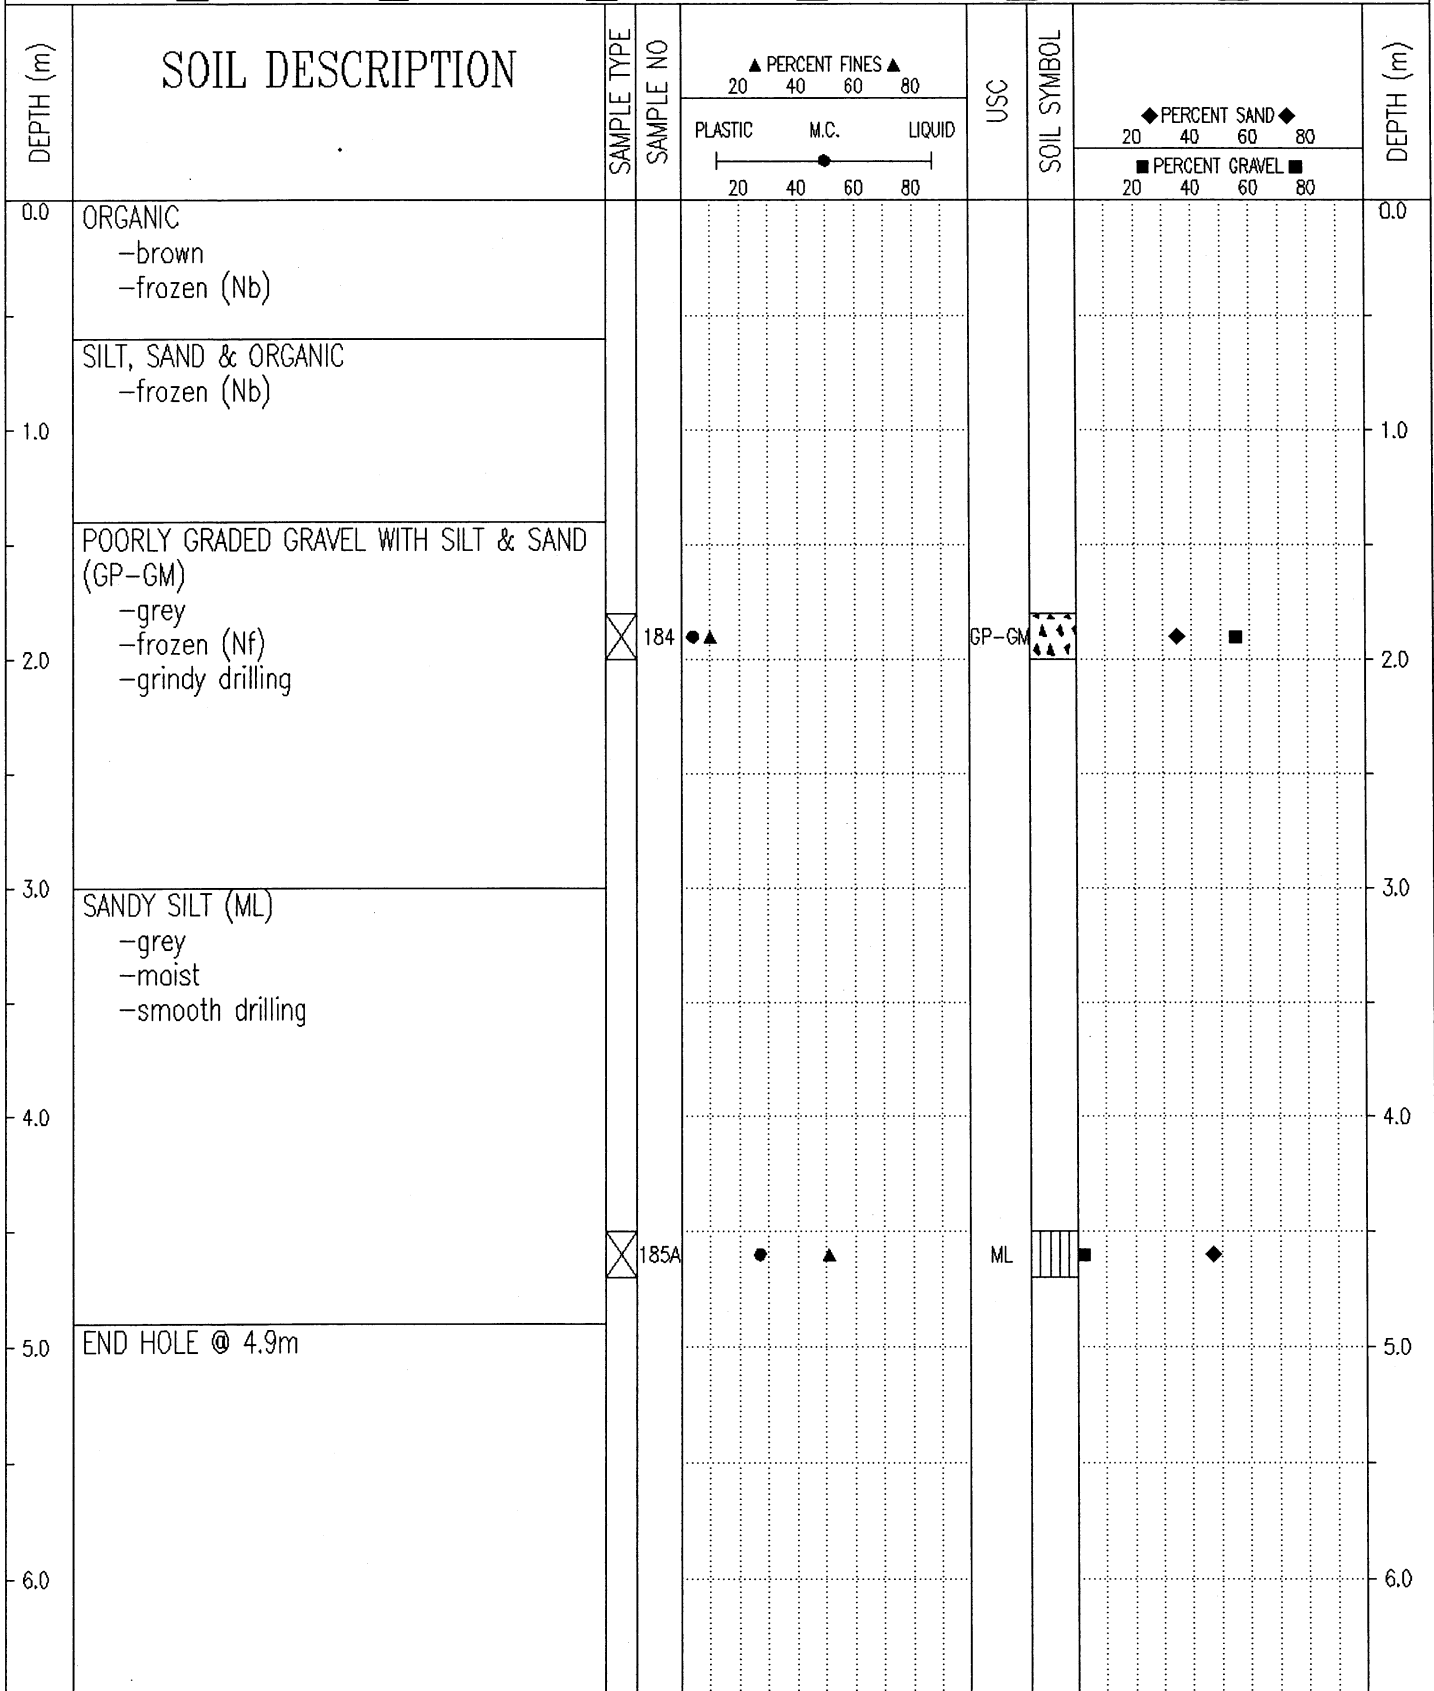 DEPTH (m)
SOIL DESCRIPTION
SAMPLE TYPE
SAMPLE NO
▲ PERCENT FINES ▲
20 40 60 80
PLASTIC M.C. LIQUID
20 40 60 80
USC
SOIL SYMBOL
◆ PERCENT SAND ◆
20 40 60 80
■ PERCENT GRAVEL ■
20 40 60 80
DEPTH (m)
0.0 ORGANIC 0.0
-brown
-frozen (Nb)
SILT, SAND & ORGANIC
-frozen (Nb)
1.0 1.0
POORLY GRADED GRAVEL WITH SILT & SAND
(GP-GM)
-grey
184 GP-GM
-frozen (Nf)
2.0 2.0
-grindy drilling
3.0 3.0
SANDY SILT (ML)
-grey
-moist
-smooth drilling
4.0 4.0
185A ML
5.0 END HOLE @ 4.9m 5.0
6.0 6.0